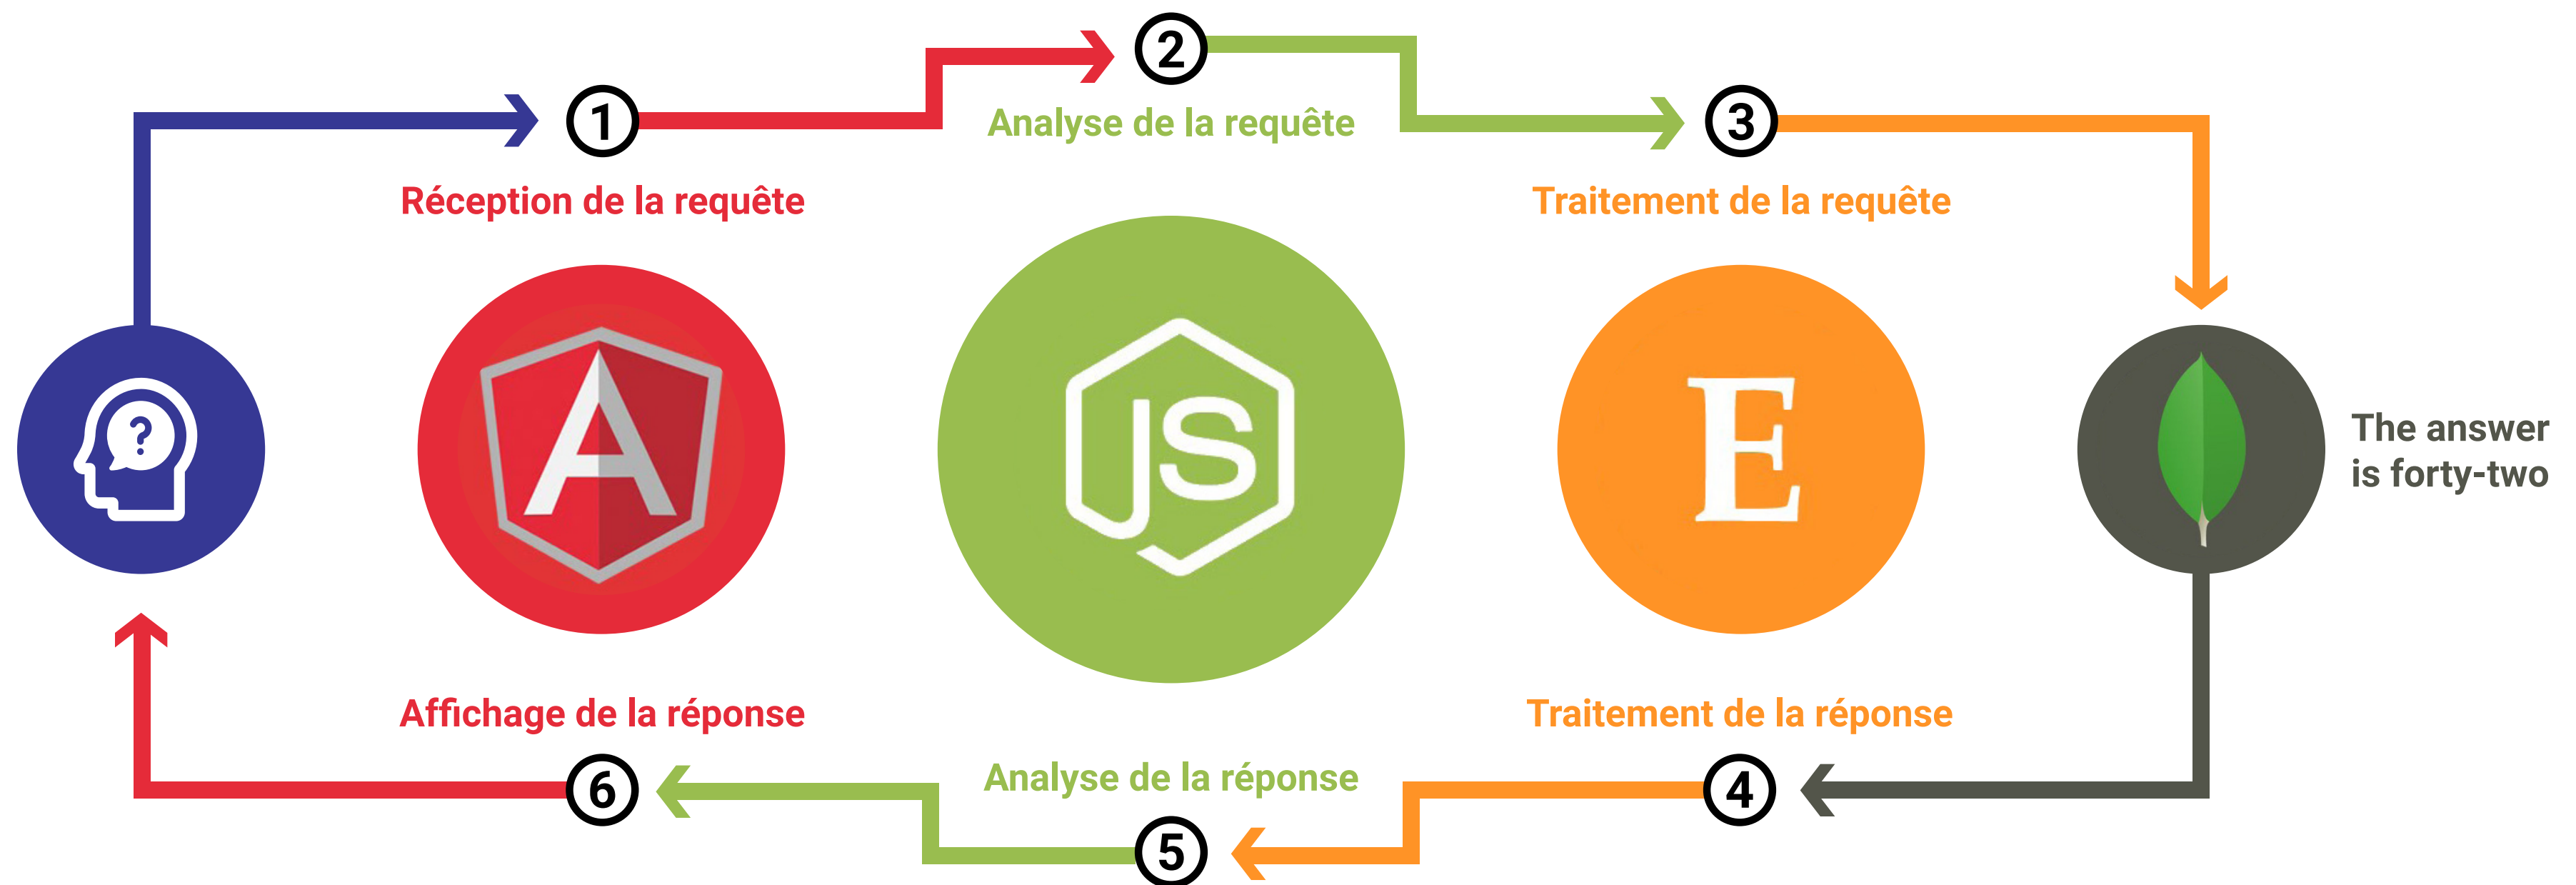 1
Réception de la requête
2
Analyse de la requête
3
Traitement de la requête
?
A
JS
E
The answer
is forty-two
Affichage de la réponse
6
Analyse de la réponse
5
Traitement de la réponse
4